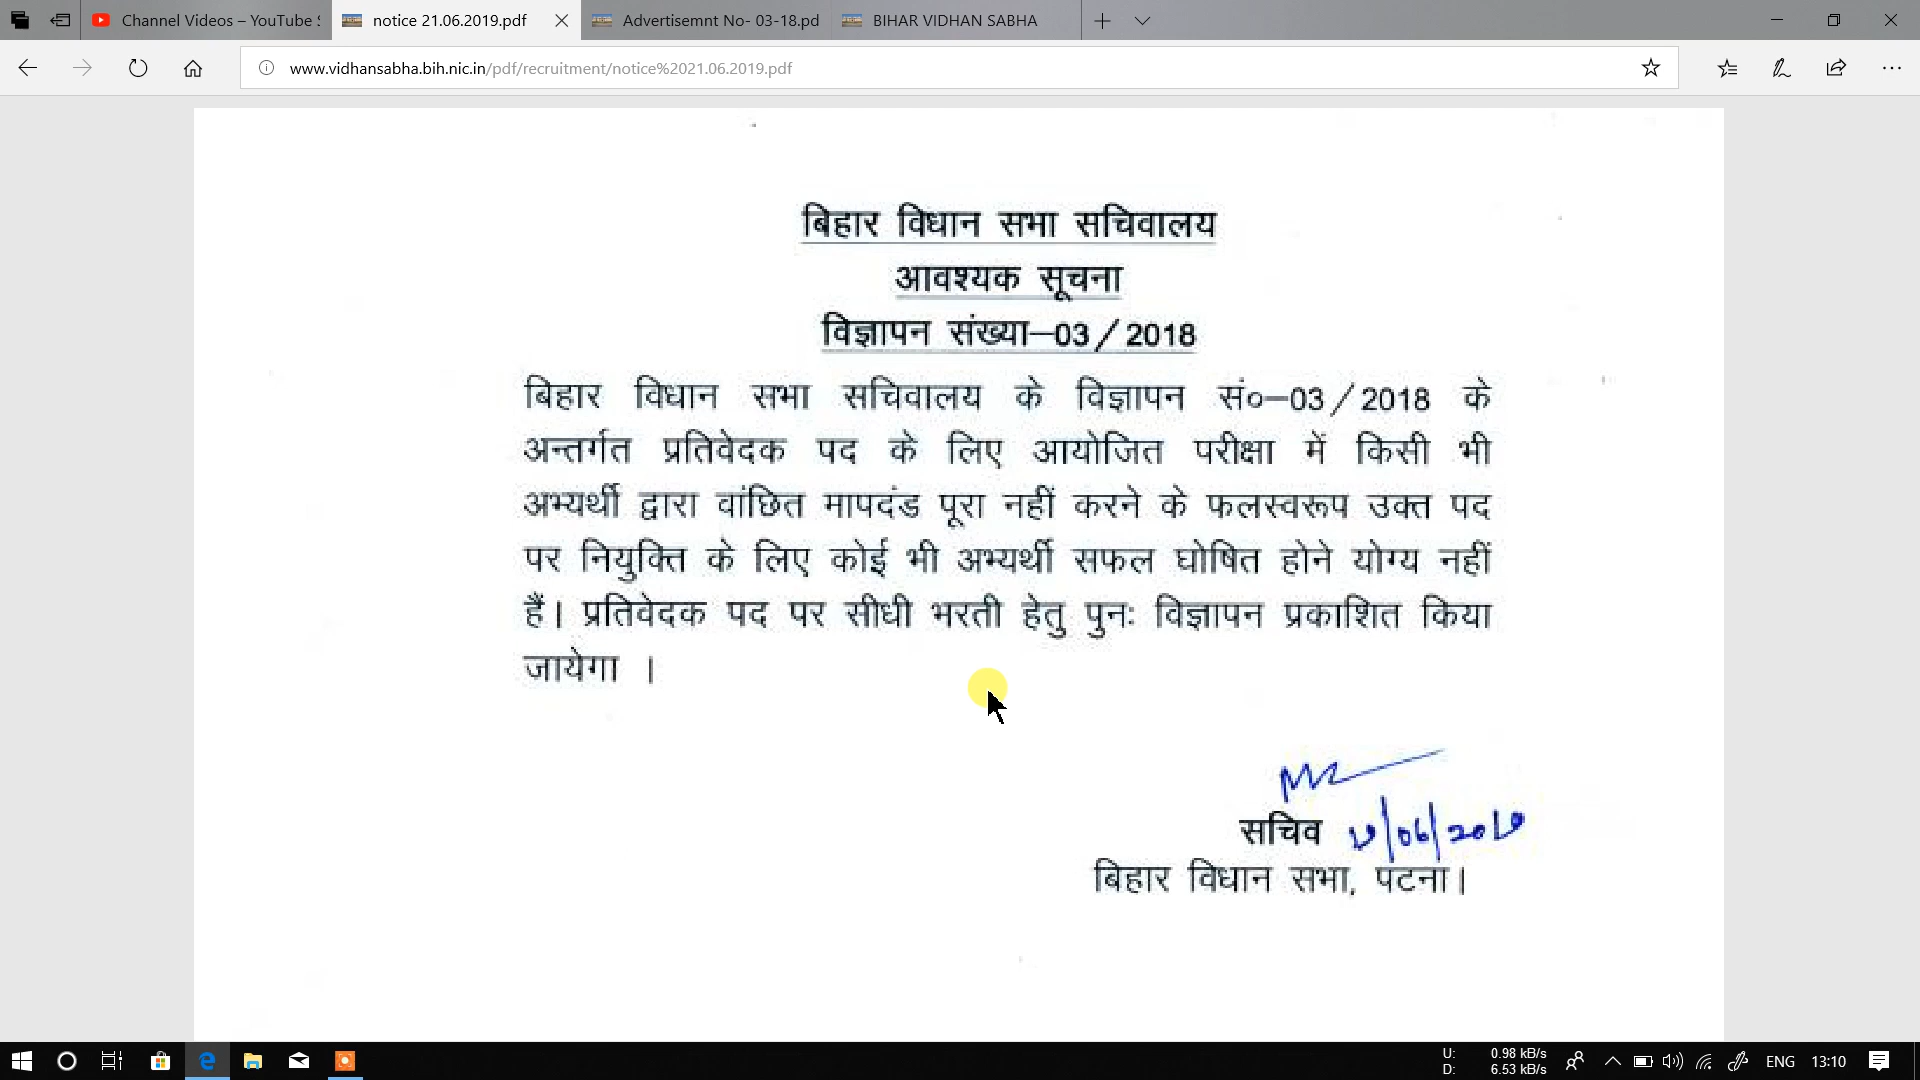 Channel Videos – YouTube S
notice 21.06.2019.pdf
Advertisemnt No- 03-18.pd
BIHAR VIDHAN SABHA
www.vidhansabha.bih.nic.in/pdf/recruitment/notice%2021.06.2019.pdf
बिहार विधान सभा सचिवालय
आवश्यक सूचना
विज्ञापन संख्या–03/2018
बिहार विधान सभा सचिवालय के विज्ञापन सं०–03/2018 के
अन्तर्गत प्रतिवेदक पद के लिए आयोजित परीक्षा में किसी भी
अभ्यर्थी द्वारा वांछित मापदंड पूरा नहीं करने के फलस्वरूप उक्त पद
पर नियुक्ति के लिए कोई भी अभ्यर्थी सफल घोषित होने योग्य नहीं
हैं। प्रतिवेदक पद पर सीधी भरती हेतु पुनः विज्ञापन प्रकाशित किया
जायेगा ।
सचिव
बिहार विधान सभा, पटना।
U: 0.98 kB/s
D: 6.53 kB/s
ENG 13:10